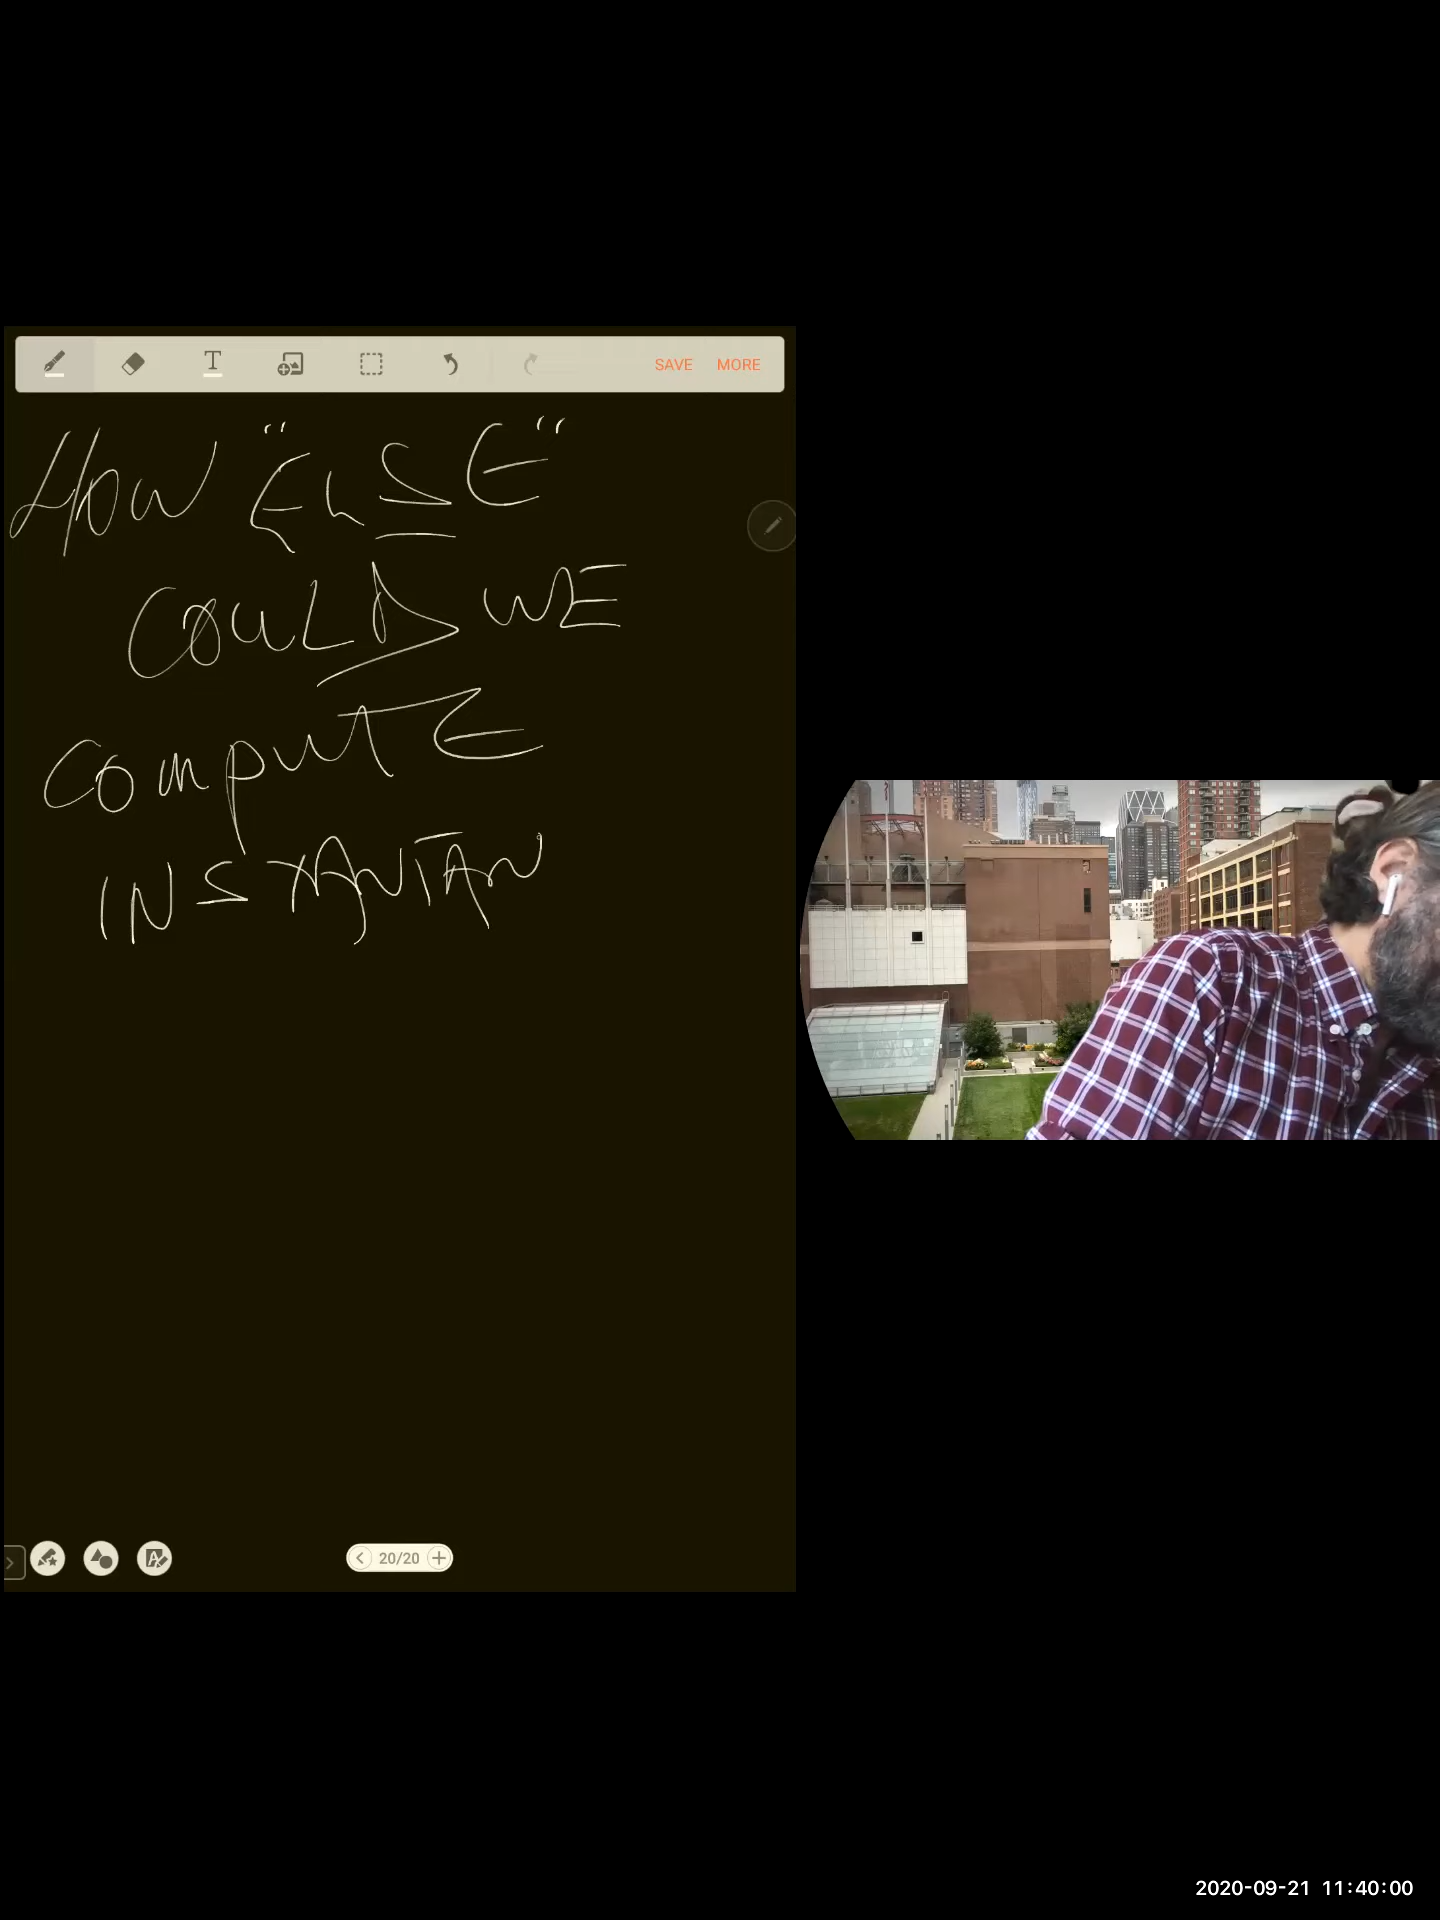 SAVE MORE
HOW "ELSE"
COULD WE
COMPUTE
INSTANTAN
20/20
2020-09-21 11:40:00